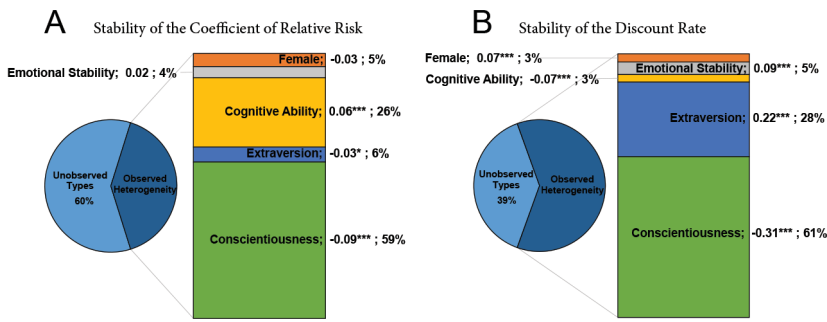 A
Stability of the Coefficient of Relative Risk
Female; -0.03 ; 5%
Emotional Stability; 0.02 ; 4%
Cognitive Ability; 0.06*** ; 26%
Extraversion; -0.03* ; 6%
Conscientiousness; -0.09*** ; 59%
Unobserved
Types
60%
Observed
Heterogeneity
B
Stability of the Discount Rate
Female; 0.07*** ; 3%
Emotional Stability; 0.09*** ; 5%
Cognitive Ability; -0.07*** ; 3%
Extraversion; 0.22*** ; 28%
Conscientiousness; -0.31*** ; 61%
Unobserved
Types
39%
Observed
Heterogeneity